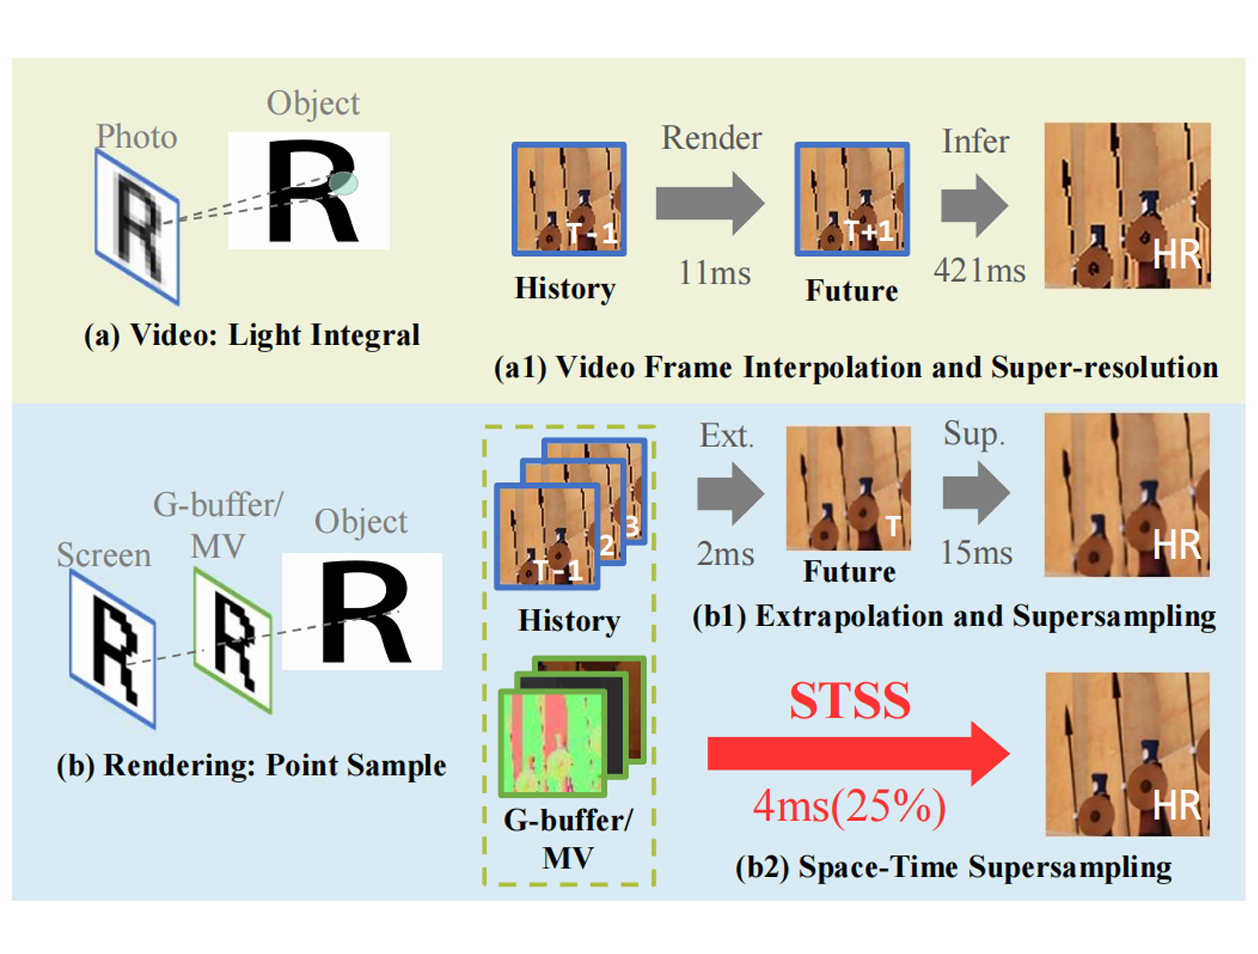 Object
Photo
R
R
(a) Video: Light Integral
T-1
History
Render
11ms
T+1
Future
Infer
421ms
HR
(a1) Video Frame Interpolation and Super-resolution
G-buffer/
MV
Object
Screen
R
R
R
(b) Rendering: Point Sample
3
2
T-1
History
G-buffer/
MV
Ext.
2ms
T
Future
Sup.
15ms
HR
(b1) Extrapolation and Supersampling
STSS
4ms(25%)
HR
(b2) Space-Time Supersampling